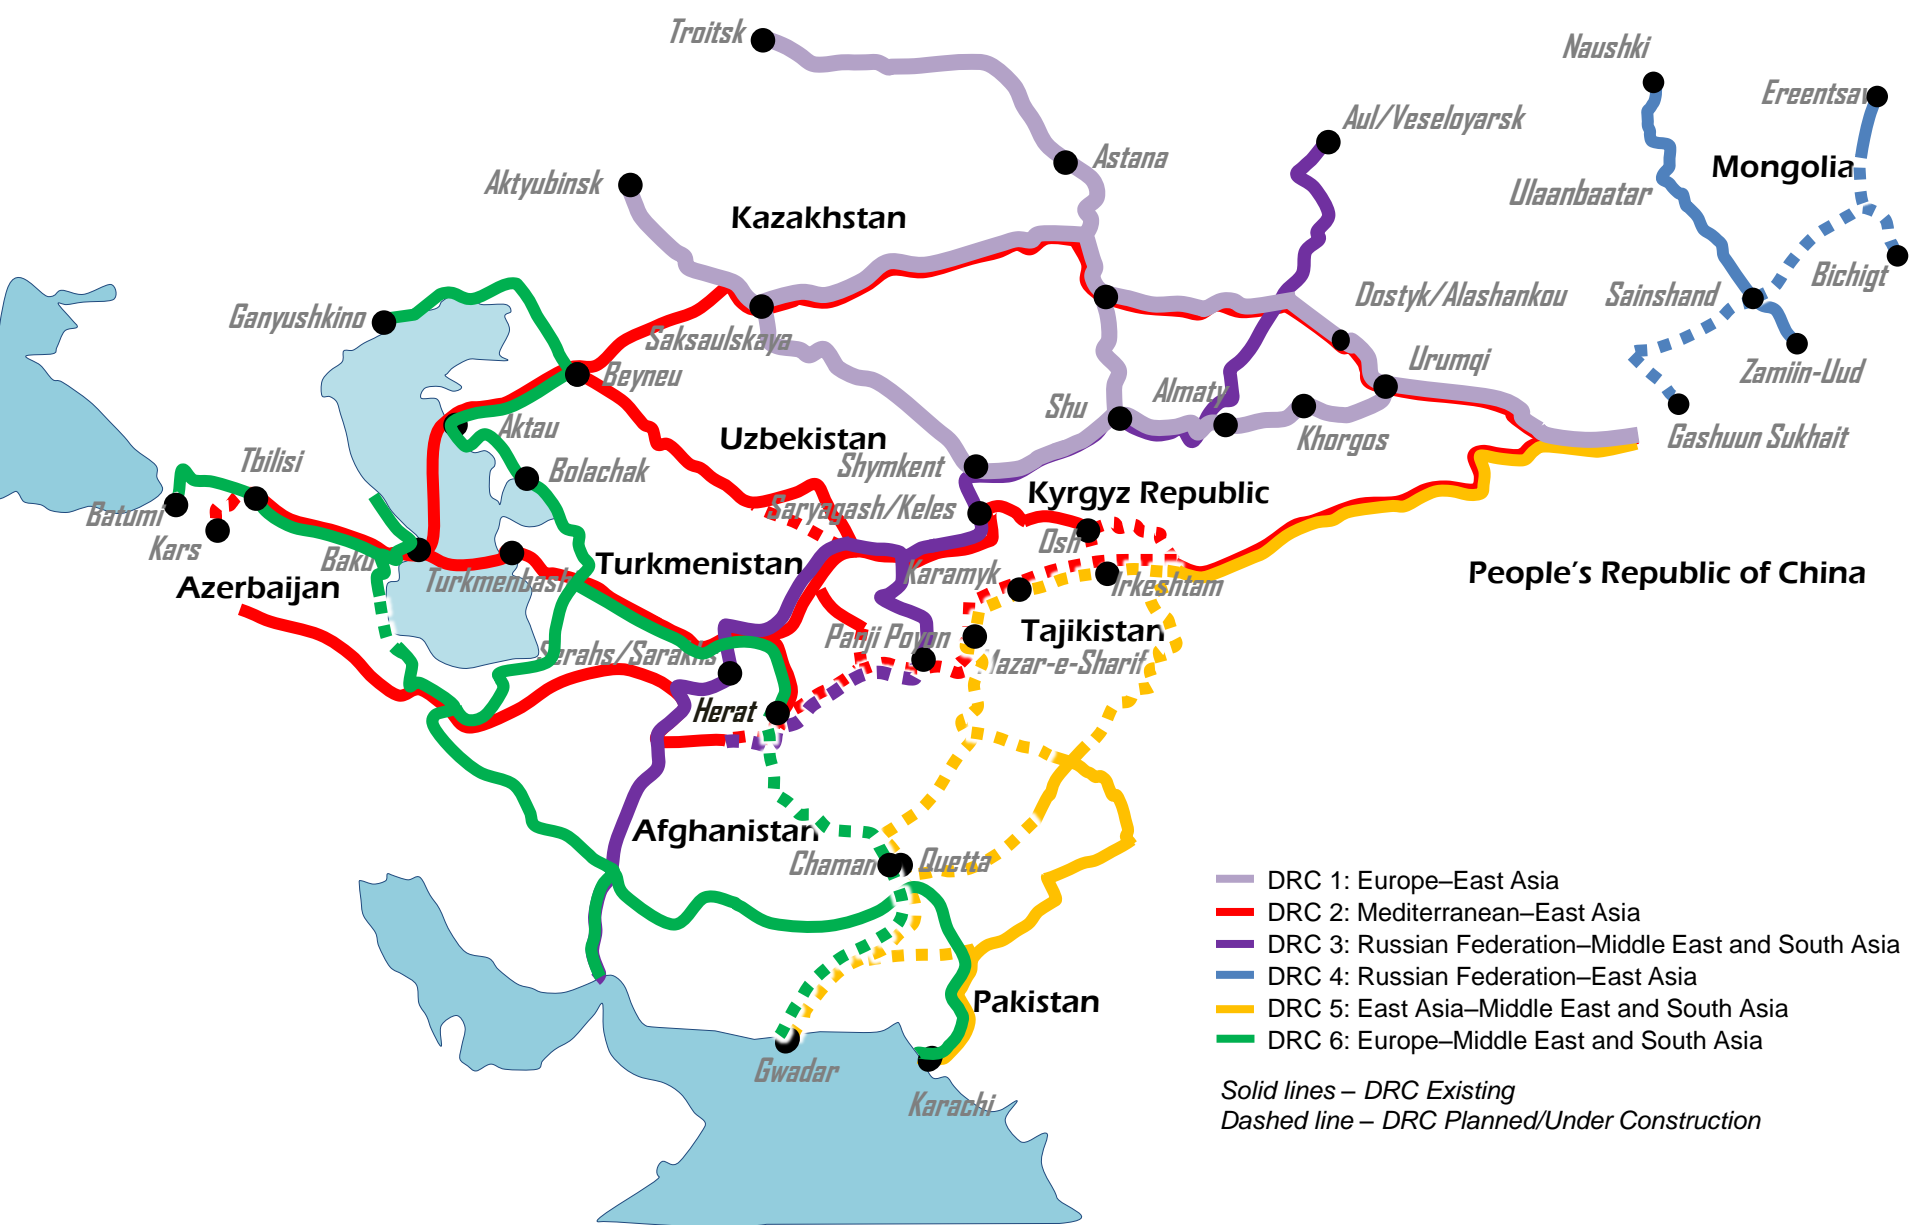 Troitsk
Naushki
Ereentsav
Aul/Veseloyarsk
Astana
Mongolia
Aktyubinsk
Ulaanbaatar
Kazakhstan
Bichigt
Dostyk/Alashankou
Sainshand
Ganyushkino
Saksaulskaya
Urumqi
Zamiin-Uud
Beyneu
Almaty
Shu
Aktau
Uzbekistan
Khorgos
Gashuun Sukhait
Tbilisi
Bolachak
Shymkent
Kyrgyz Republic
Batumi
Saryagash/Keles
Kars
Osh
Baku
Turkmenbashi
Turkmenistan
Karamyk
Irkeshtam
People's Republic of China
Azerbaijan
Panji Poyon
Tajikistan
Serahs/Sarakhs
Mazar-e-Sharif
Herat
Afghanistan
Chaman
Quetta
DRC 1: Europe–East Asia
DRC 2: Mediterranean–East Asia
DRC 3: Russian Federation–Middle East and South Asia
DRC 4: Russian Federation–East Asia
Pakistan
DRC 5: East Asia–Middle East and South Asia
DRC 6: Europe–Middle East and South Asia
Gwadar
Karachi
Solid lines – DRC Existing
Dashed line – DRC Planned/Under Construction